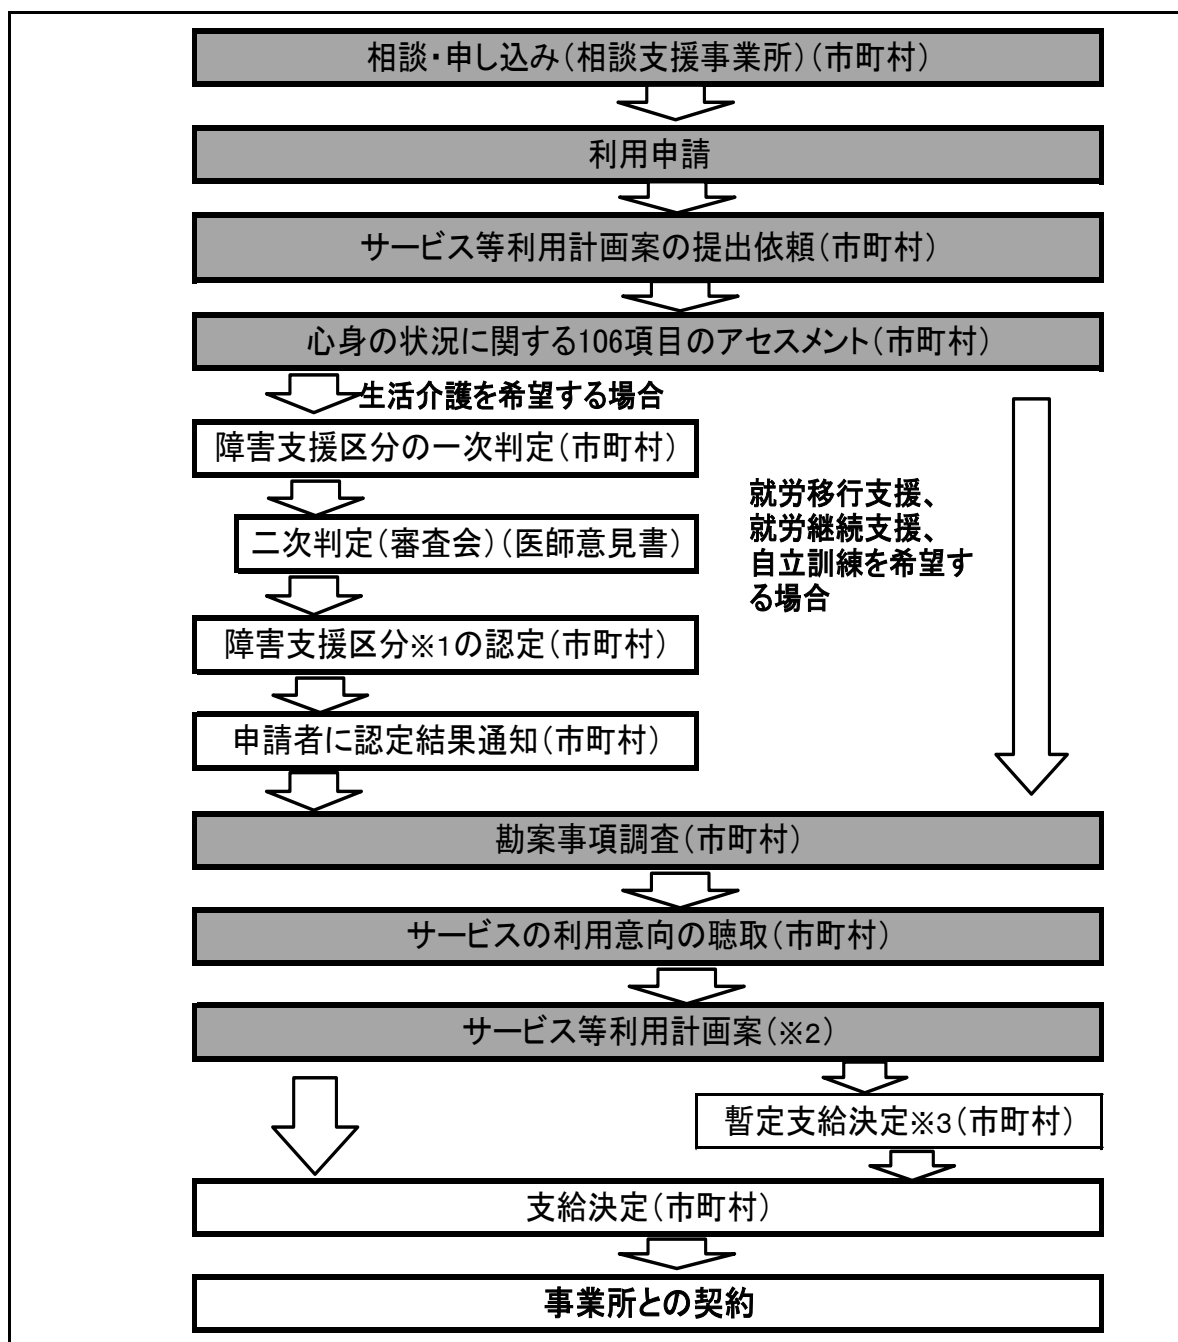 相談・申し込み（相談支援事業所）（市町村）
利用申請
サービス等利用計画案の提出依頼（市町村）
心身の状況に関する106項目のアセスメント（市町村）
生活介護を希望する場合
障害支援区分の一次判定（市町村）
二次判定（審査会）（医師意見書）
障害支援区分※1の認定（市町村）
申請者に認定結果通知（市町村）
就労移行支援、
就労継続支援、
自立訓練を希望す
る場合
勘案事項調査（市町村）
サービスの利用意向の聴取（市町村）
サービス等利用計画案（※2）
暫定支給決定※3（市町村）
支給決定（市町村）
事業所との契約